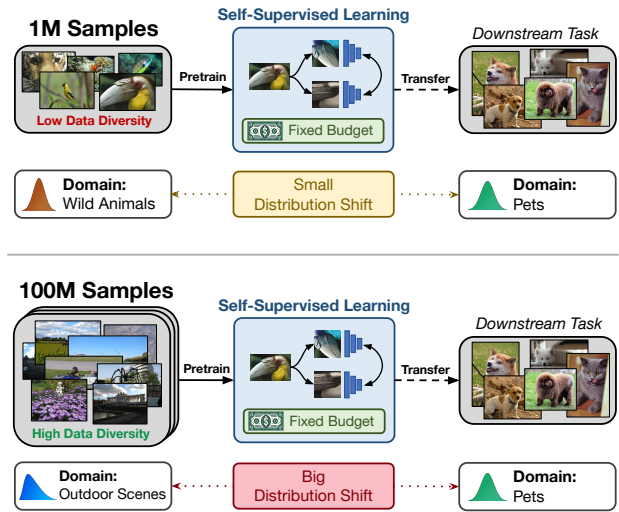 1M Samples
Low Data Diversity
Pretrain
Self-Supervised Learning
Fixed Budget
Transfer
Downstream Task
Domain:
Wild Animals
Small
Distribution Shift
Domain:
Pets
100M Samples
High Data Diversity
Pretrain
Self-Supervised Learning
Fixed Budget
Transfer
Downstream Task
Domain:
Outdoor Scenes
Big
Distribution Shift
Domain:
Pets